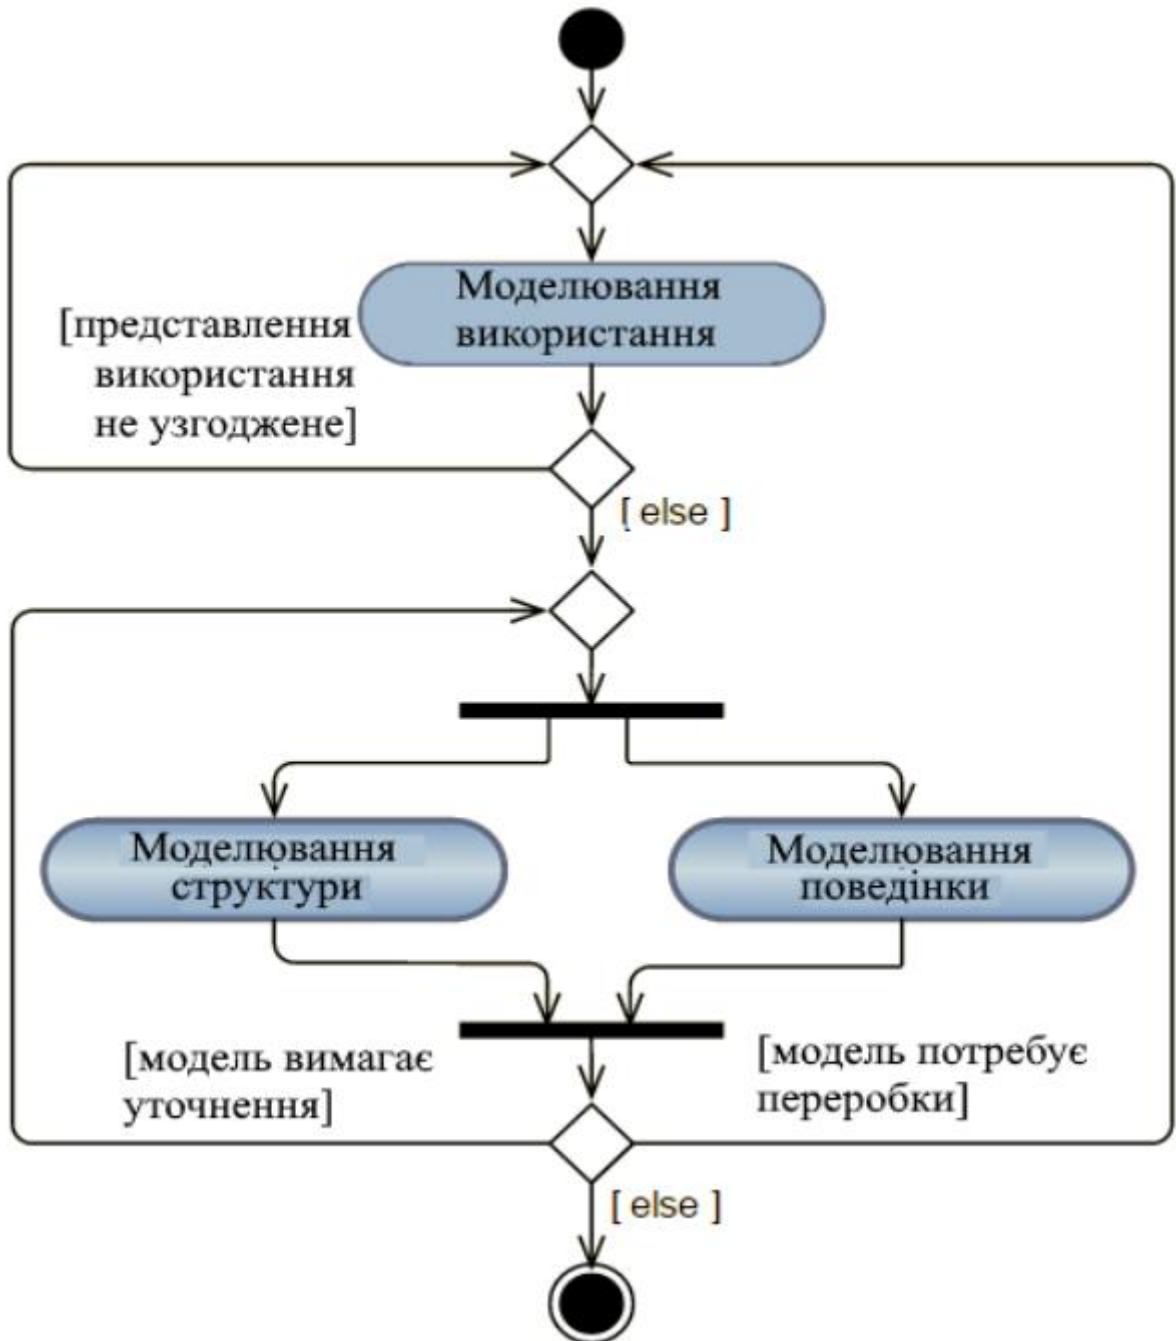 Моделювання
використання
[представлення
використання
не узгоджене]
[ else ]
Моделювання
структури
Моделювання
поведінки
[модель вимагає
уточнення]
[модель потребує
переробки]
[ else ]